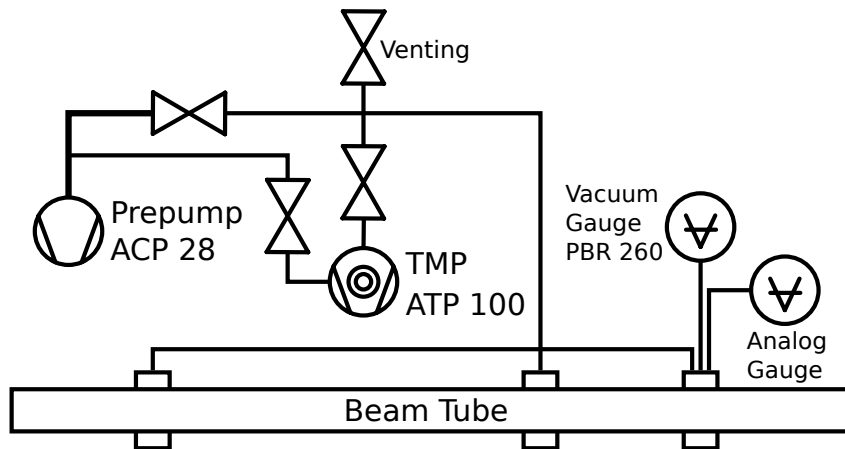 Venting
Prepump
ACP 28
TMP
ATP 100
Vacuum
Gauge
PBR 260
Analog
Gauge
Beam Tube